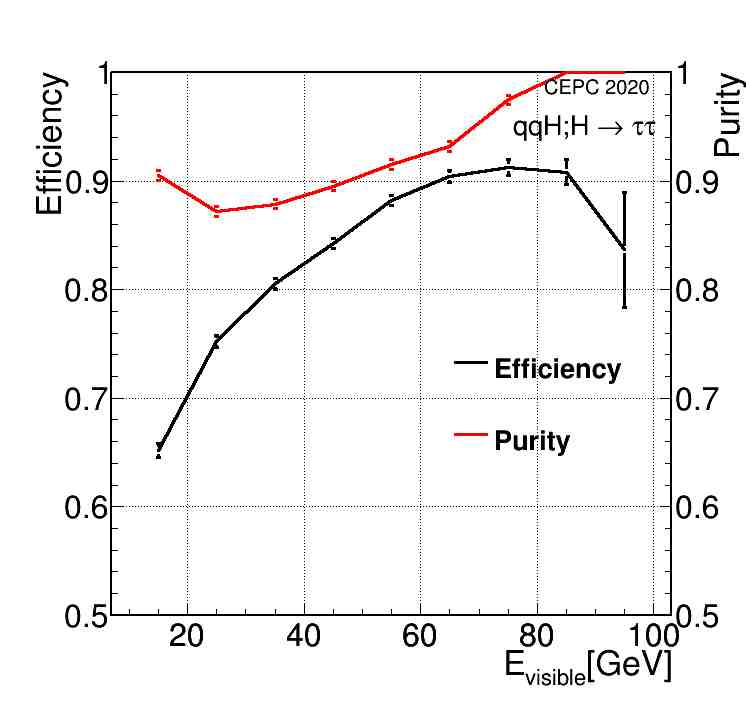 Efficiency
Purity
CEPC 2020
qqH;H → ττ
1
0.9
0.8
0.7
0.6
0.5
1
0.9
0.8
0.7
0.6
0.5
Efficiency
Purity
20 40 60 80 100
E_visible[GeV]